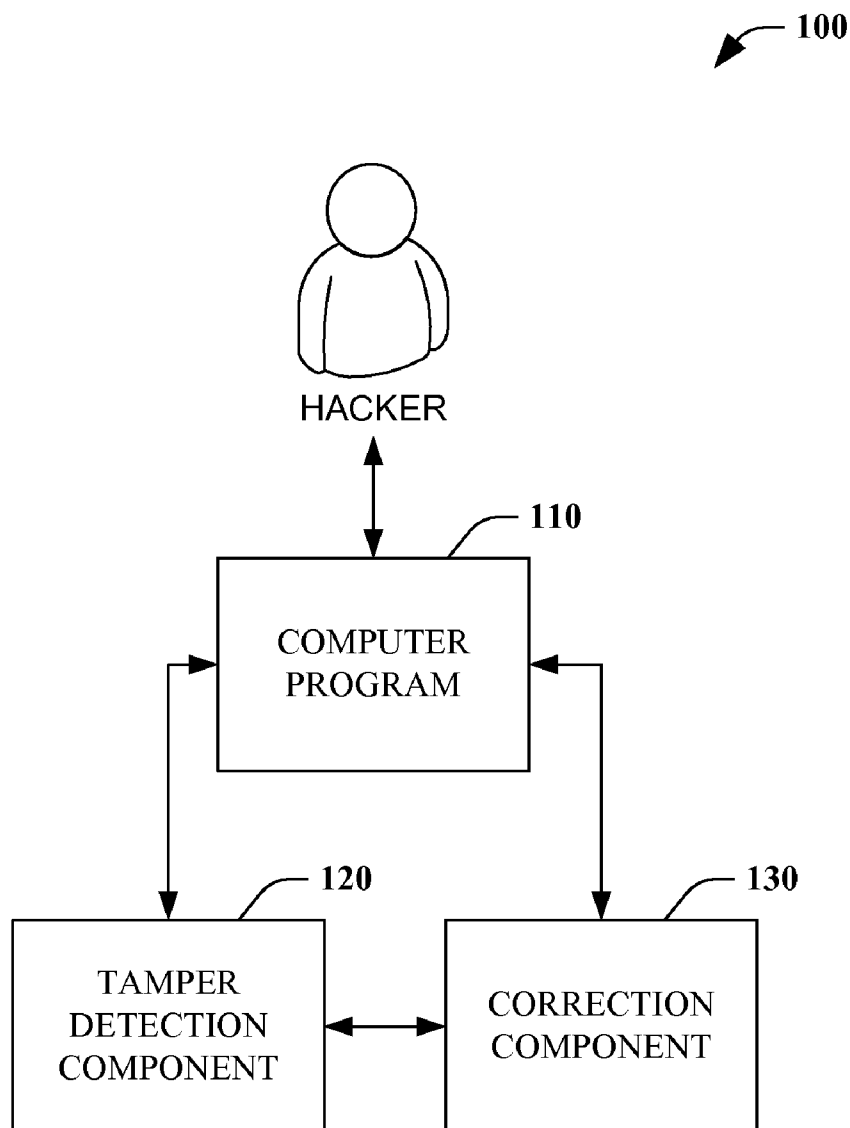 100
HACKER
110
COMPUTER
PROGRAM
120
130
TAMPER
DETECTION
COMPONENT
CORRECTION
COMPONENT